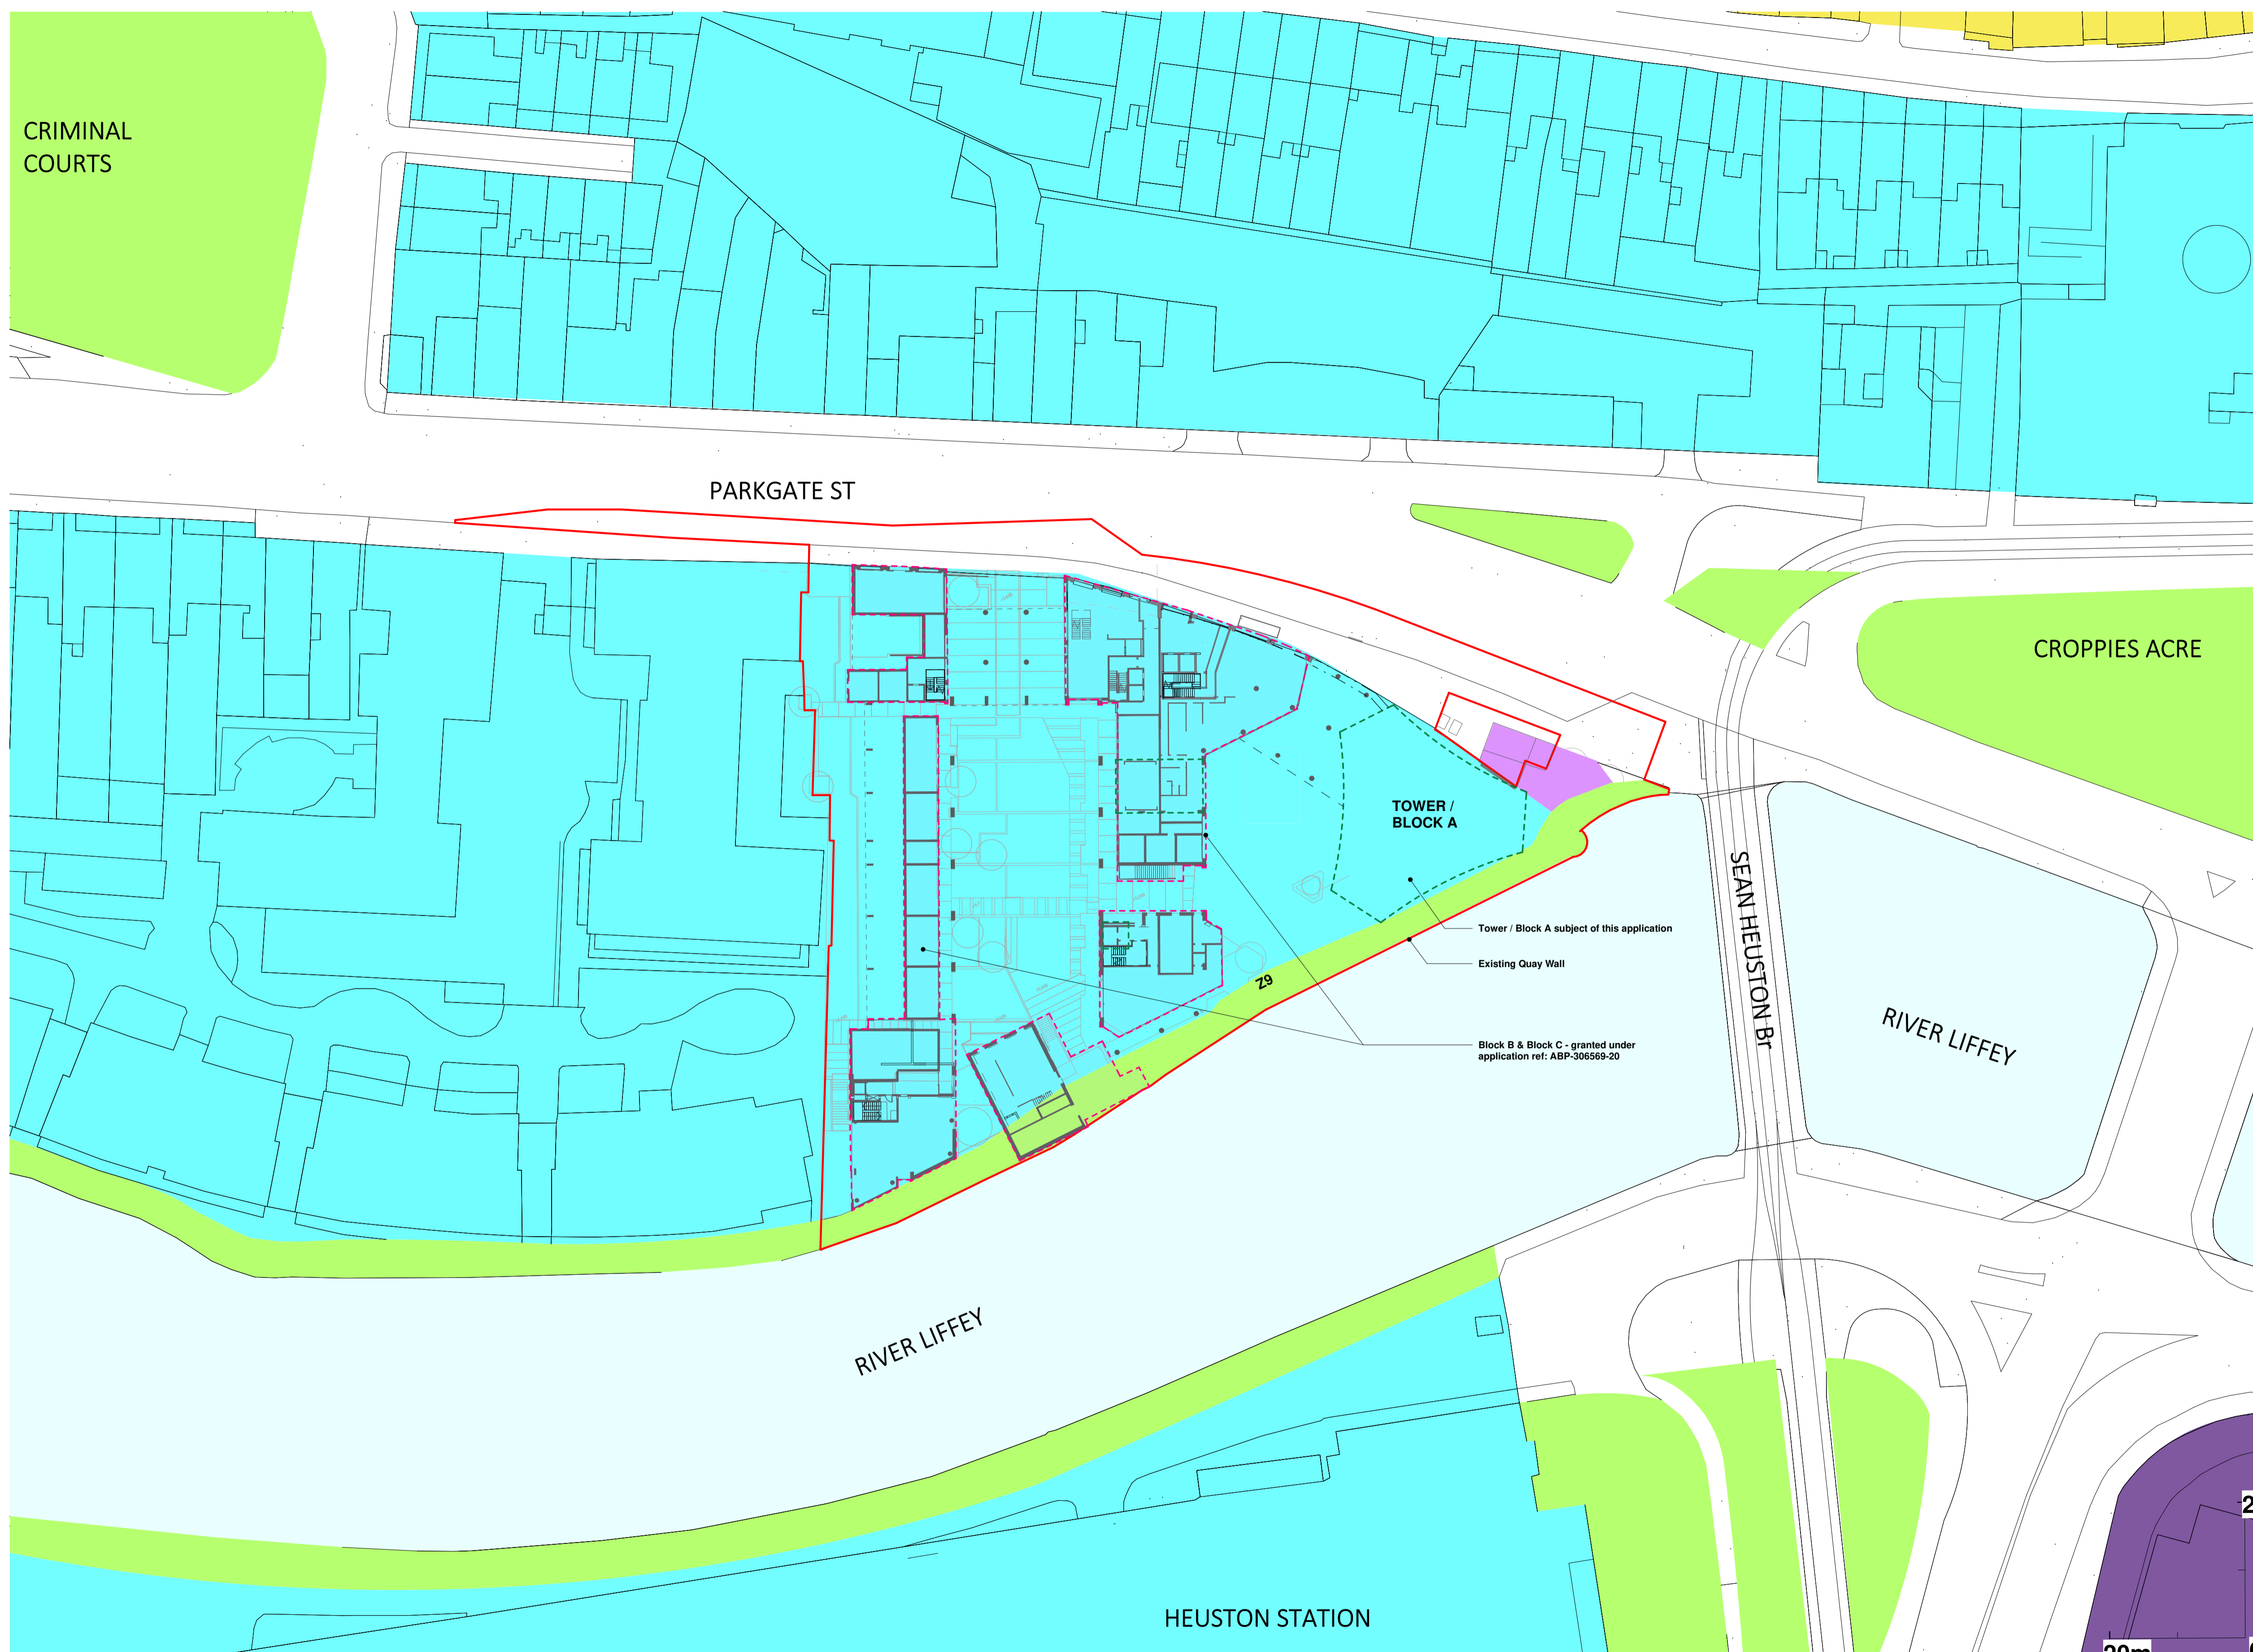 CRIMINAL
COURTS
PARKGATE ST
CROPPIES ACRE
TOWER /
BLOCK A
SEAN HEUSTON Br
Tower / Block A subject of this application
Existing Quay Wall
Z9
RIVER LIFFEY
Block B & Block C - granted under
application ref: ABP-306569-20
RIVER LIFFEY
HEUSTON STATION